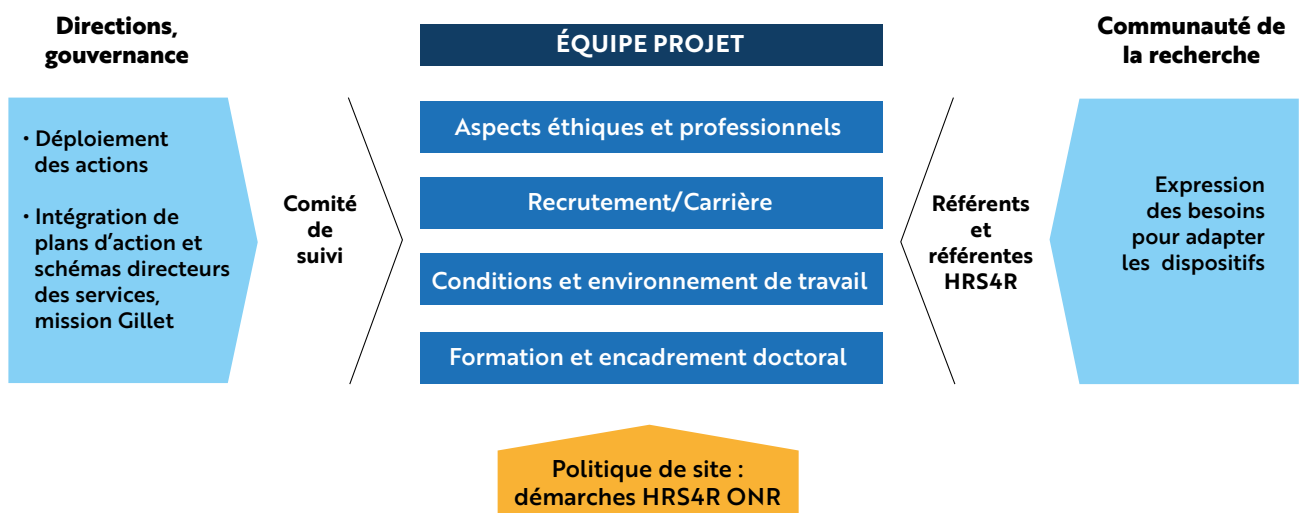 Directions,
gouvernance
• Déploiement
des actions
• Intégration de
plans d’action et
schémas directeurs
des services,
mission Gillet
Comité
de
suivi
ÉQUIPE PROJET
Aspects éthiques et professionnels
Recrutement/Carrière
Conditions et environnement de travail
Formation et encadrement doctoral
Politique de site :
démarches HRS4R ONR
Référents
et
référentes
HRS4R
Communauté de
la recherche
Expression
des besoins
pour adapter
les dispositifs